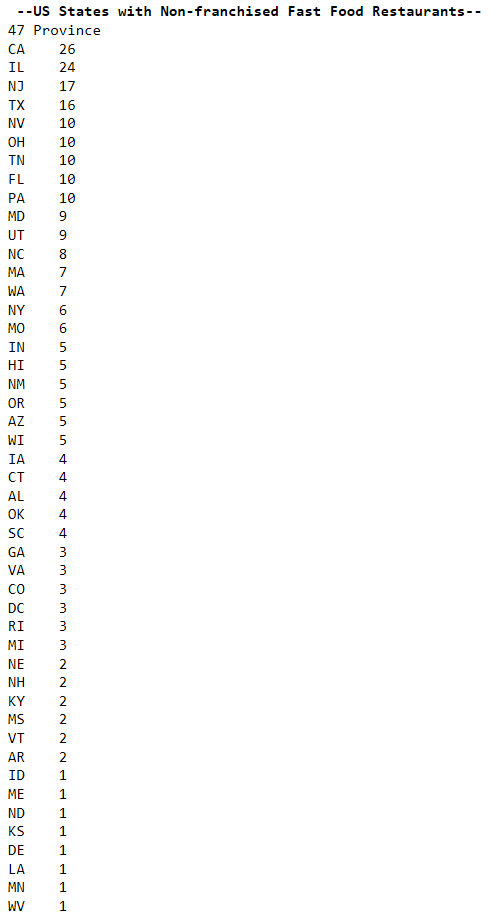 --US States with Non-franchised Fast Food Restaurants--
47 Province
CA 26
IL 24
NJ 17
TX 16
NV 10
OH 10
TN 10
FL 10
PA 10
MD 9
UT 9
NC 8
MA 7
WA 7
NY 6
MO 6
IN 5
HI 5
NM 5
OR 5
AZ 5
WI 5
IA 4
CT 4
AL 4
OK 4
SC 4
GA 3
VA 3
CO 3
DC 3
RI 3
MI 3
NE 2
NH 2
KY 2
MS 2
VT 2
AR 2
ID 1
ME 1
ND 1
KS 1
DE 1
LA 1
MN 1
WV 1